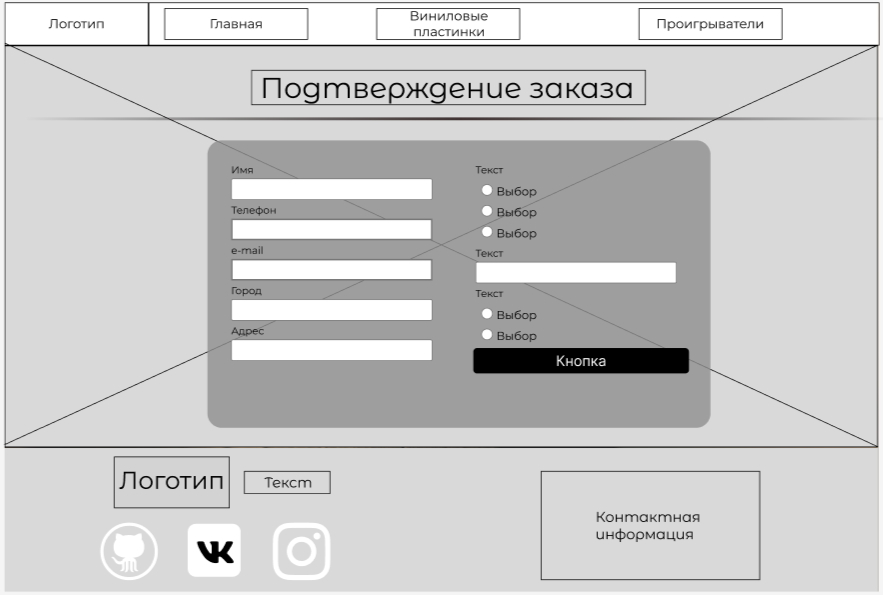 Логотип
Главная
Виниловые
пластинки
Проигрыватели
Подтверждение заказа
Имя
Телефон
e-mail
Город
Адрес
Текст
Выбор
Выбор
Выбор
Текст
Текст
Выбор
Выбор
Кнопка
Логотип
Текст
Контактная
информация